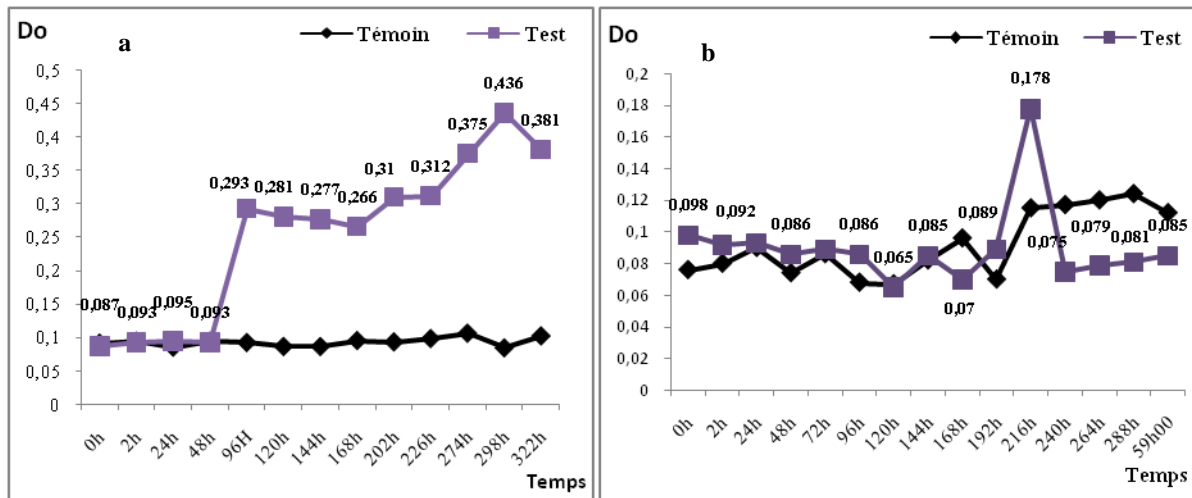 Do
a
Témoin
Test
0,5
0,45
0,4
0,35
0,3
0,25
0,2
0,15
0,1
0,05
0
0,087
0,093
0,095
0,093
0,293
0,281
0,277
0,266
0,31
0,312
0,375
0,436
0,381
0h
2h
24h
48h
96H
120h
144h
168h
202h
226h
274h
298h
322h
Temps
Do
b
Témoin
Test
0,2
0,18
0,16
0,14
0,12
0,1
0,08
0,06
0,04
0,02
0
0,098
0,092
0,086
0,086
0,065
0,085
0,07
0,089
0,178
0,075
0,079
0,081
0,085
0h
2h
24h
48h
72h
96h
120h
144h
168h
192h
216h
240h
264h
288h
59h00
Temps